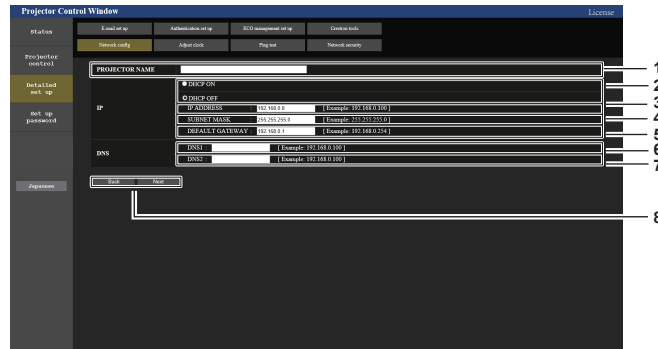 Projector Control Window
License
Status
Projector
control
Detailed
set up
Set up
password
Japanese
E-mail set up
Authentication set up
ECO management set up
Crestron tools
Network config
Adjust clock
Ping test
Network security
PROJECTOR NAME
IP
DHCP ON
DHCP OFF
IP ADDRESS : 192.168.0.8 [ Example: 192.168.0.100 ]
SUBNET MASK : 255.255.255.0 [ Example: 255.255.255.0 ]
DEFAULT GATEWAY : 192.168.0.1 [ Example: 192.168.0.254 ]
DNS
DNS1 : [ Example: 192.168.0.100 ]
DNS2 : [ Example: 192.168.0.100 ]
Back Next
1
2
3
4
5
6
7
8